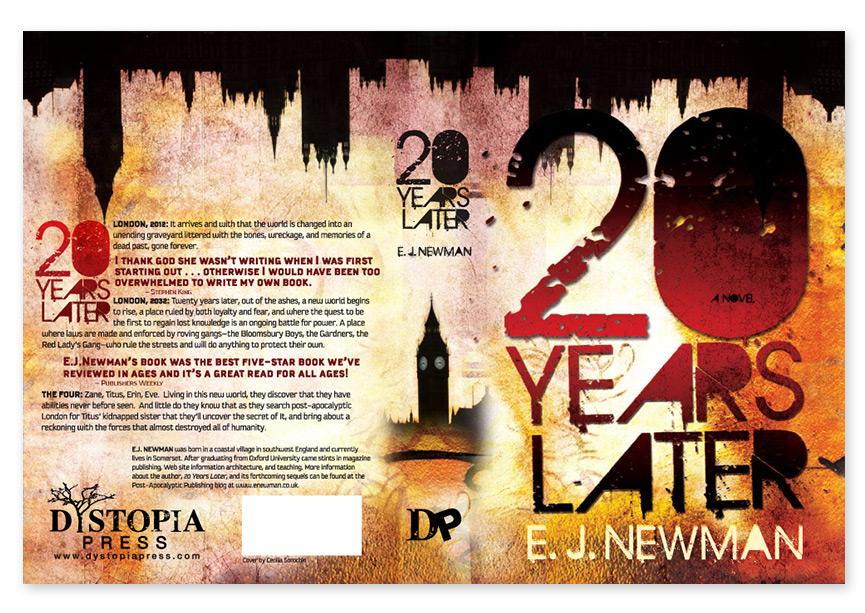 20
YEARS
LATER
LONDON, 2012: It arrives and with that the world is changed into an
unending graveyard littered with the bones, wreckage, and memories of a
dead past, gone forever.
I THANK GOD SHE WASN'T WRITING WHEN I WAS FIRST
STARTING OUT . . . OTHERWISE I WOULD HAVE BEEN TOO
OVERWHELMED TO WRITE MY OWN BOOK.
– STEPHEN KING
LONDON, 2032: Twenty years later, out of the ashes, a new world begins
to rise, a place ruled by both loyalty and fear, and where the quest to be
the first to regain lost knowledge is an ongoing battle for power. A place
where laws are made and enforced by roving gangs—the Bloomsbury Boys, the Gardners, the
Red Lady's Gang—who rule the streets and will do anything to protect their own.
E.J.NEWMAN'S BOOK WAS THE BEST FIVE-STAR BOOK WE'VE
REVIEWED IN AGES AND IT'S A GREAT READ FOR ALL AGES!
– PUBLISHERS WEEKLY
THE FOUR: Zane, Titus, Erin, Eve. Living in this new world, they discover that they have
abilities never before seen. And little do they know that as they search post-apocalyptic
London for Titus' kidnapped sister that they'll uncover the secret of It, and bring about a
reckoning with the forces that almost destroyed all of humanity.
E.J. NEWMAN was born in a coastal village in southwest England and currently
lives in Somerset. After graduating from Oxford University came stints in magazine
publishing, Web site information architecture, and teaching. More information
about the author, 20 Years Later, and its forthcoming sequels can be found at the
Post-Apocalyptic Publishing blog at www.enewman.co.uk.
DYSTOPIA
PRESS
www.dystopiapress.com
Cover by Cecilia Sorochin
20
YEARS
LATER
E. J. NEWMAN
DP
20
A NOVEL
YEARS
LATER
E. J. NEWMAN